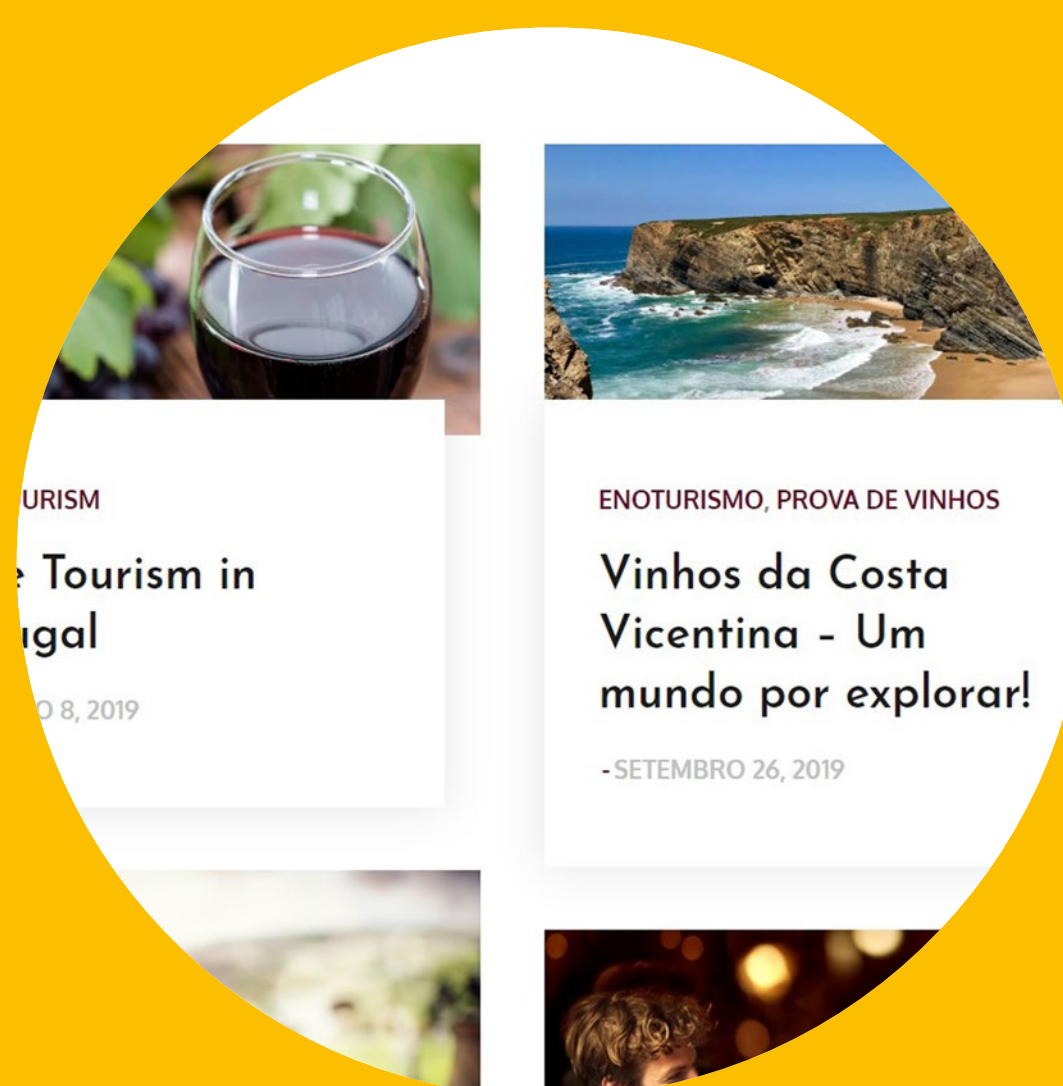 URISM
Tourism in
ugal
O 8, 2019
ENOTURISMO, PROVA DE VINHOS
Vinhos da Costa
Vicentina – Um
mundo por explorar!
- SETEMBRO 26, 2019